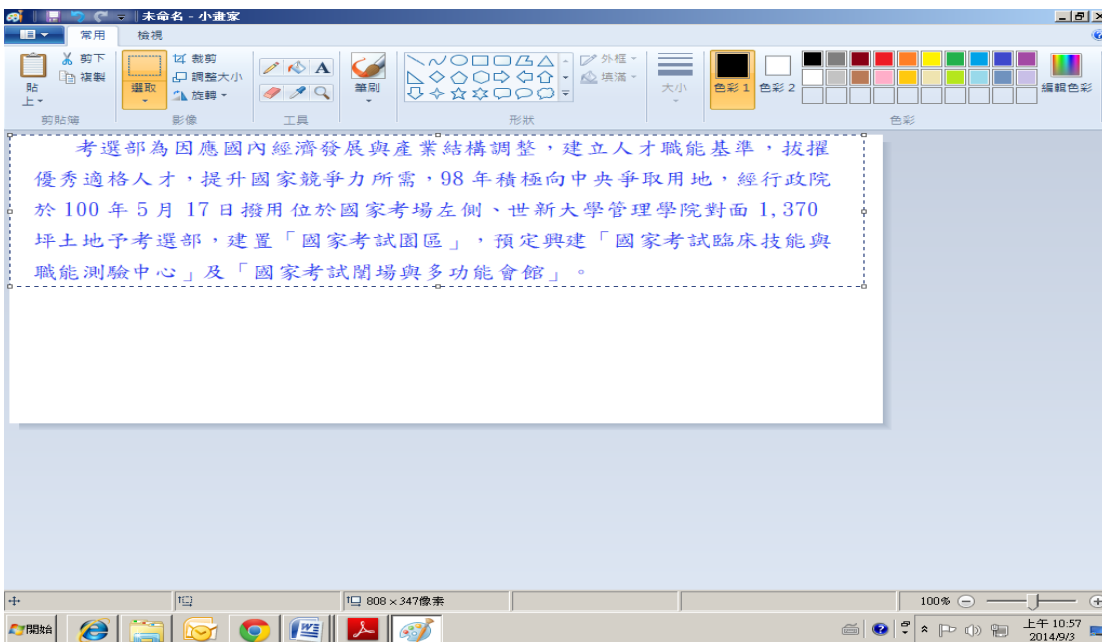 未命名 - 小畫家
常用 檢視
剪下
複製
貼上
剪貼簿
選取
裁剪
調整大小
旋轉
影像
A
工具
筆刷
外框
填滿
形狀
大小
色彩 1
色彩 2
編輯色彩
色彩
考選部為因應國內經濟發展與產業結構調整，建立人才職能基準，拔擢
優秀適格人才，提升國家競爭力所需，98 年積極向中央爭取用地，經行政院
於 100 年 5 月 17 日撥用位於國家考場左側、世新大學管理學院對面 1,370
坪土地予考選部，建置「國家考試園區」，預定興建「國家考試臨床技能與
職能測驗中心」及「國家考試闈場與多功能會館」。
808 × 347像素
100%
開始
上午 10:57
2014/9/3